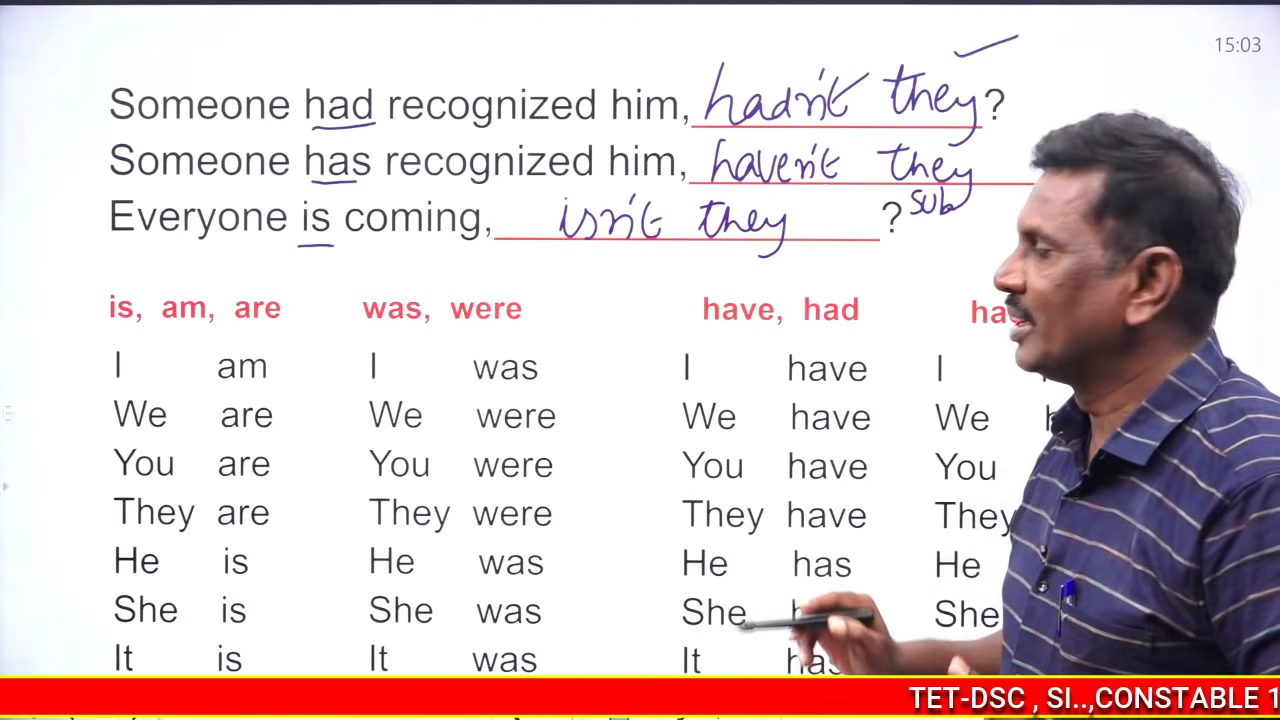 15:03
Someone had recognized him, hadn't they?
Someone has recognized him, haven't they
Everyone is coming, isn't they ? sub
is, am, are was, were have, had
I am I was I have I
We are We were We have We
You are You were You have You
They are They were They have They
He is He was He has He
She is She was She She
It is It was It has
TET-DSC , SI..,CONSTABLE 1